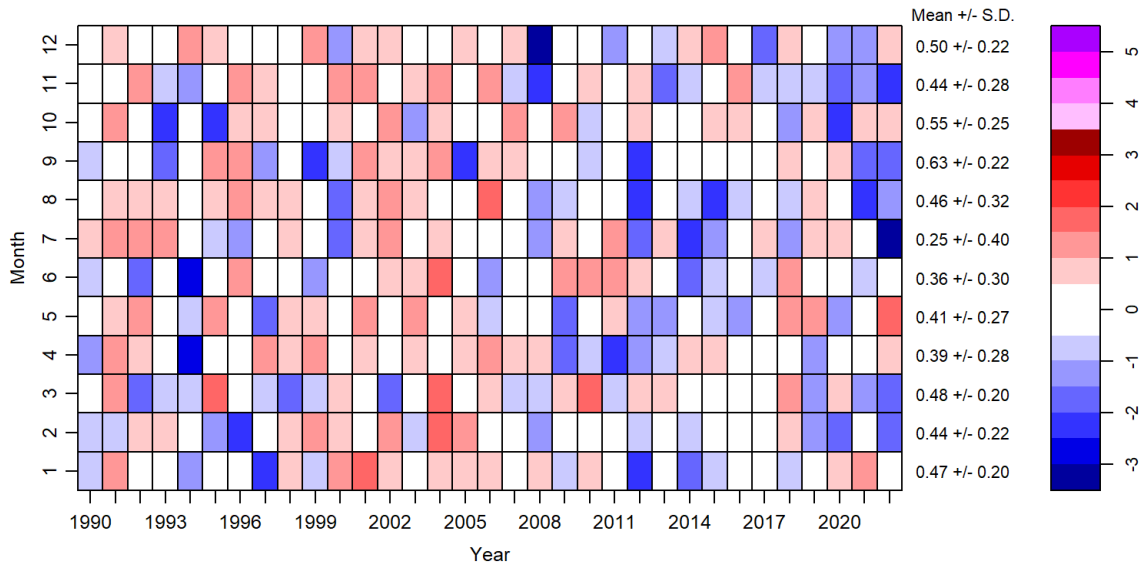 Mean +/- S.D.
12 0.50 +/- 0.22 5
11 0.44 +/- 0.28
10 0.55 +/- 0.25 4
9 0.63 +/- 0.22 3
8 0.46 +/- 0.32 2
7 0.25 +/- 0.40 1
Month
6 0.36 +/- 0.30 0
5 0.41 +/- 0.27
4 0.39 +/- 0.28 -1
3 0.48 +/- 0.20 -2
2 0.44 +/- 0.22
1 0.47 +/- 0.20 -3
1990 1993 1996 1999 2002 2005 2008 2011 2014 2017 2020
Year